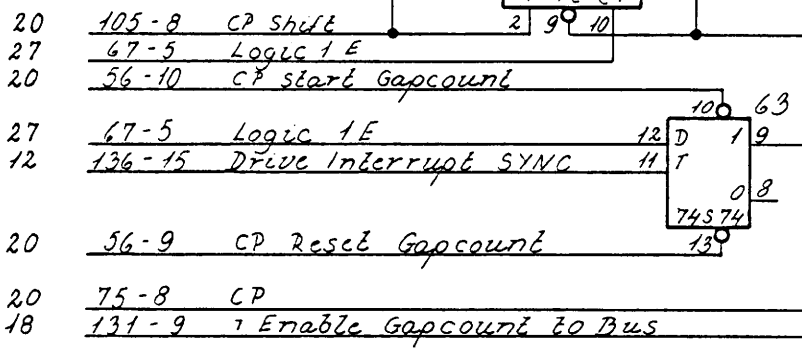 20 105-8 CP Shift 2 9 10
27 67-5 Logic 1 E
20 56-10 CP start Gapcount
10 63
27 67-5 Logic 1E 12 D 1 9
12 136-15 Drive Interrupt SYNC 11 T
0 8
74S74
20 56-9 CP Reset Gapcount 13
20 75-8 CP
18 131-9 ┐Enable Gapcount to Bus